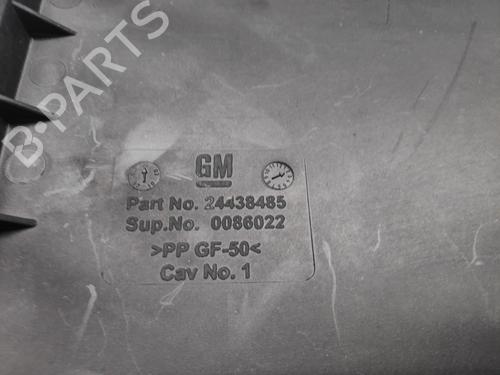 B-PARTS
GM
Part No. 24438485
Sup.No. 0086022
>PP GF-50<
Cav No. 1